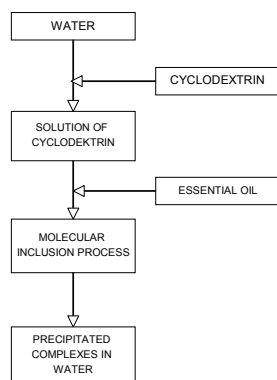 WATER
CYCLODEXTRIN
SOLUTION OF
CYCLODEKTRIN
ESSENTIAL OIL
MOLECULAR
INCLUSION PROCESS
PRECIPITATED
COMPLEXES IN
WATER